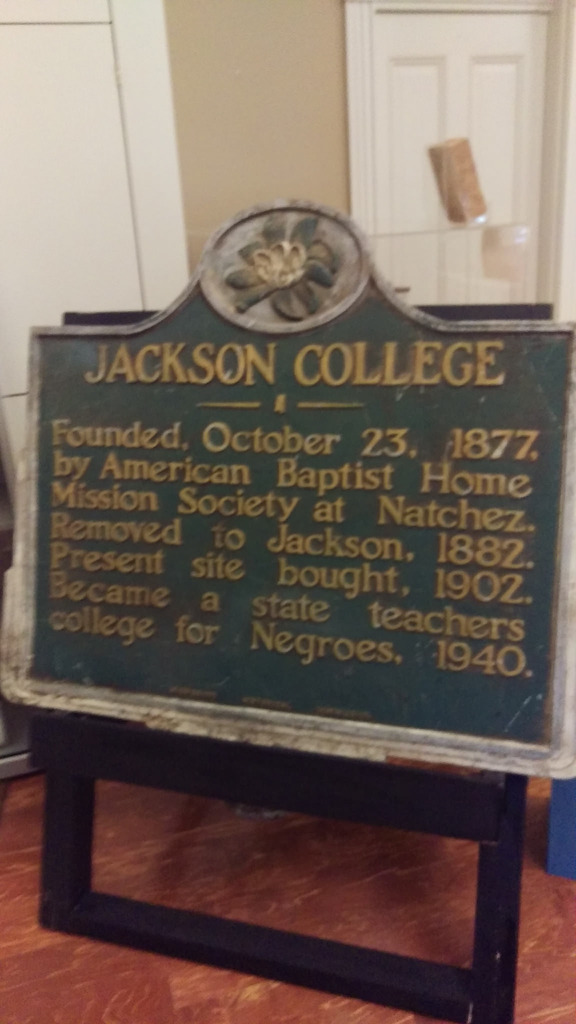 JACKSON COLLEGE
Founded, October 23, 1877,
by American Baptist Home
Mission Society at Natchez.
Removed to Jackson, 1882.
Present site bought, 1902.
Became a state teachers
college for Negroes, 1940.